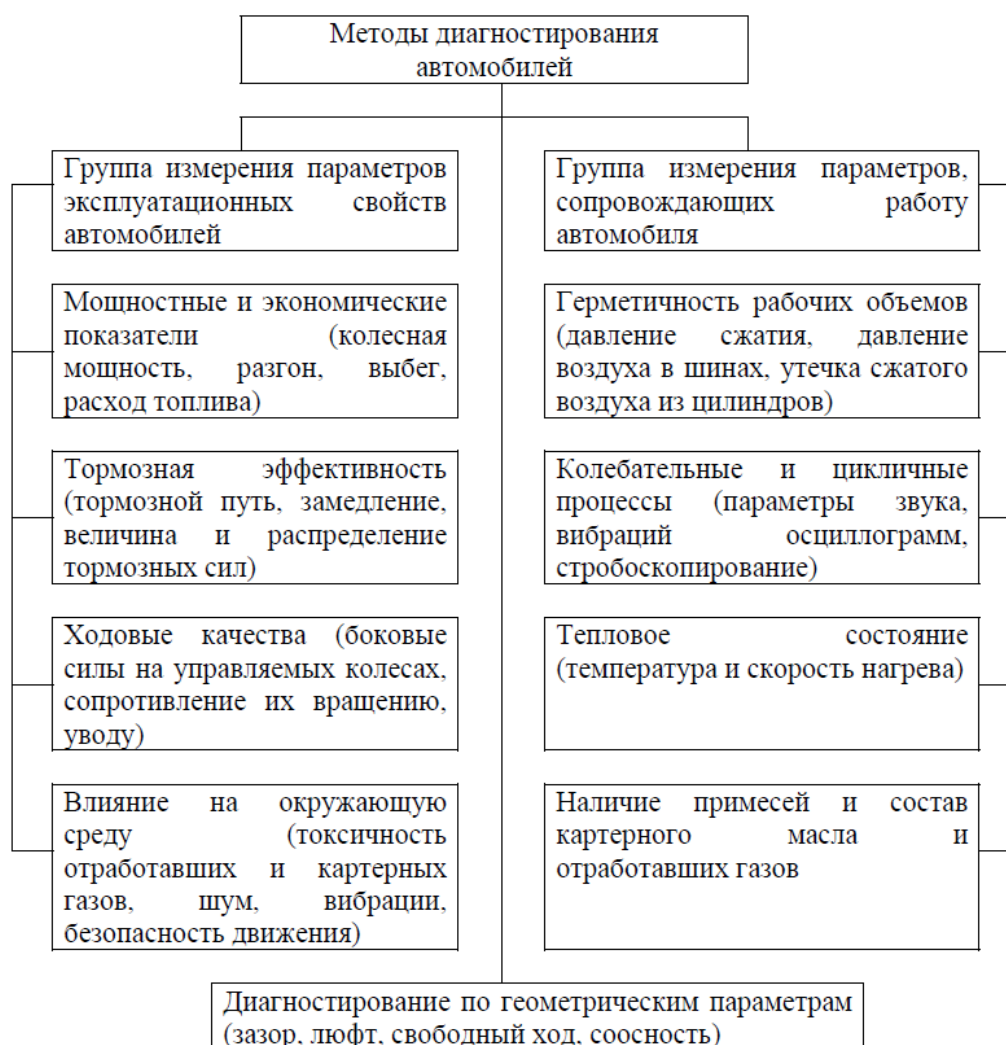 Методы диагностирования
автомобилей
Группа измерения параметров
эксплуатационных свойств
автомобилей
Мощностные и экономические
показатели (колесная
мощность, разгон, выбег,
расход топлива)
Тормозная эффективность
(тормозной путь, замедление,
величина и распределение
тормозных сил)
Ходовые качества (боковые
силы на управляемых колесах,
сопротивление их вращению,
уводу)
Влияние на окружающую
среду (токсичность
отработавших и картерных
газов, шум, вибрации,
безопасность движения)
Группа измерения параметров,
сопровождающих работу
автомобиля
Герметичность рабочих объемов
(давление сжатия, давление
воздуха в шинах, утечка сжатого
воздуха из цилиндров)
Колебательные и цикличные
процессы (параметры звука,
вибраций осциллограмм,
стробоскопирование)
Тепловое состояние
(температура и скорость нагрева)
Наличие примесей и состав
картерного масла и
отработавших газов
Диагностирование по геометрическим параметрам
(зазор, люфт, свободный ход, соосность)